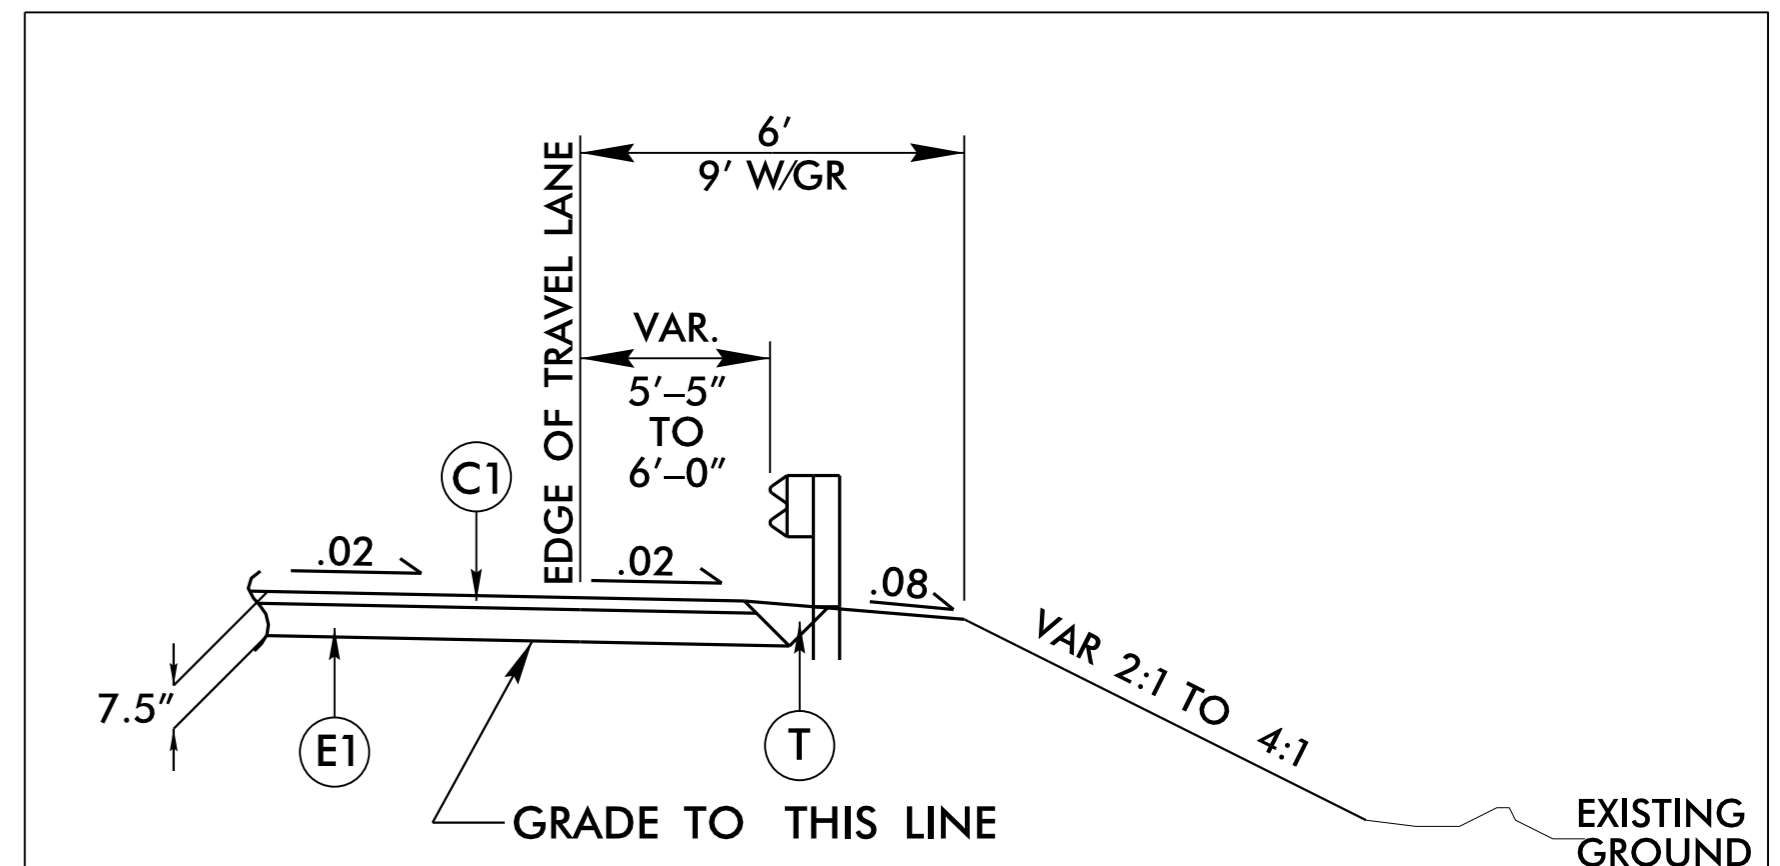 6′
9′ W/GR
EDGE OF TRAVEL LANE
VAR.
5′–5″
TO
6′–0″
C1
.02
.02
.08
VAR 2:1 TO 4:1
7.5″
E1
T
GRADE TO THIS LINE
EXISTING
GROUND